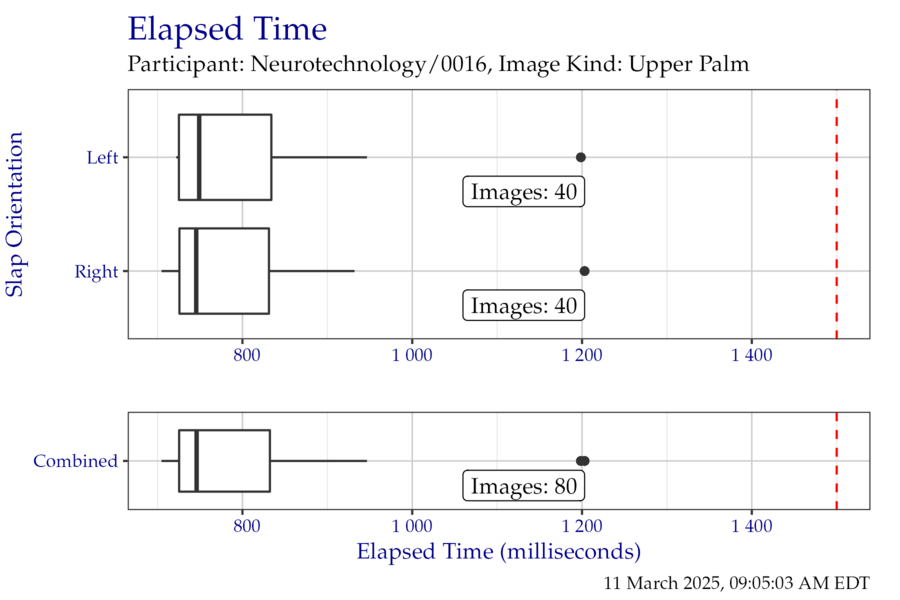 Elapsed Time
Participant: Neurotechnology/0016, Image Kind: Upper Palm
Slap Orientation
Left
Images: 40
Right
Images: 40
800 1 000 1 200 1 400
Combined
Images: 80
800 1 000 1 200 1 400
Elapsed Time (milliseconds)
11 March 2025, 09:05:03 AM EDT